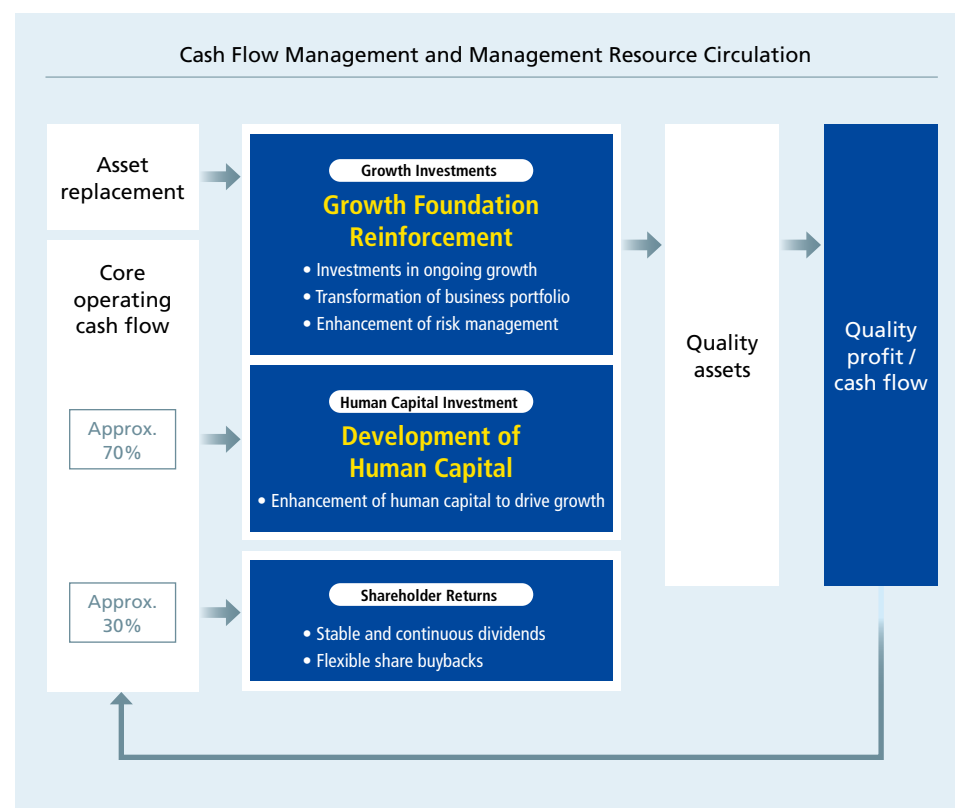 Cash Flow Management and Management Resource Circulation
Asset
replacement
Core
operating
cash flow
Approx.
70%
Approx.
30%
Growth Investments
Growth Foundation
Reinforcement
• Investments in ongoing growth
• Transformation of business portfolio
• Enhancement of risk management
Human Capital Investment
Development of
Human Capital
• Enhancement of human capital to drive growth
Shareholder Returns
• Stable and continuous dividends
• Flexible share buybacks
Quality
assets
Quality
profit /
cash flow